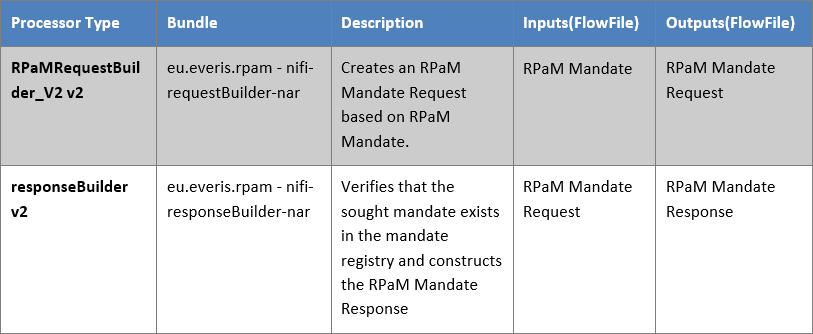 Processor Type Bundle Description Inputs(FlowFile) Outputs(FlowFile)
RPaMRequestBuil eu.everis.rpam - nifi- Creates an RPaM RPaM Mandate RPaM Mandate
der_V2 v2 requestBuilder-nar Mandate Request Request
based on RPaM
Mandate.
responseBuilder eu.everis.rpam - nifi- Verifies that the RPaM Mandate RPaM Mandate
v2 responseBuilder-nar sought mandate exists Request Response
in the mandate
registry and constructs
the RPaM Mandate
Response